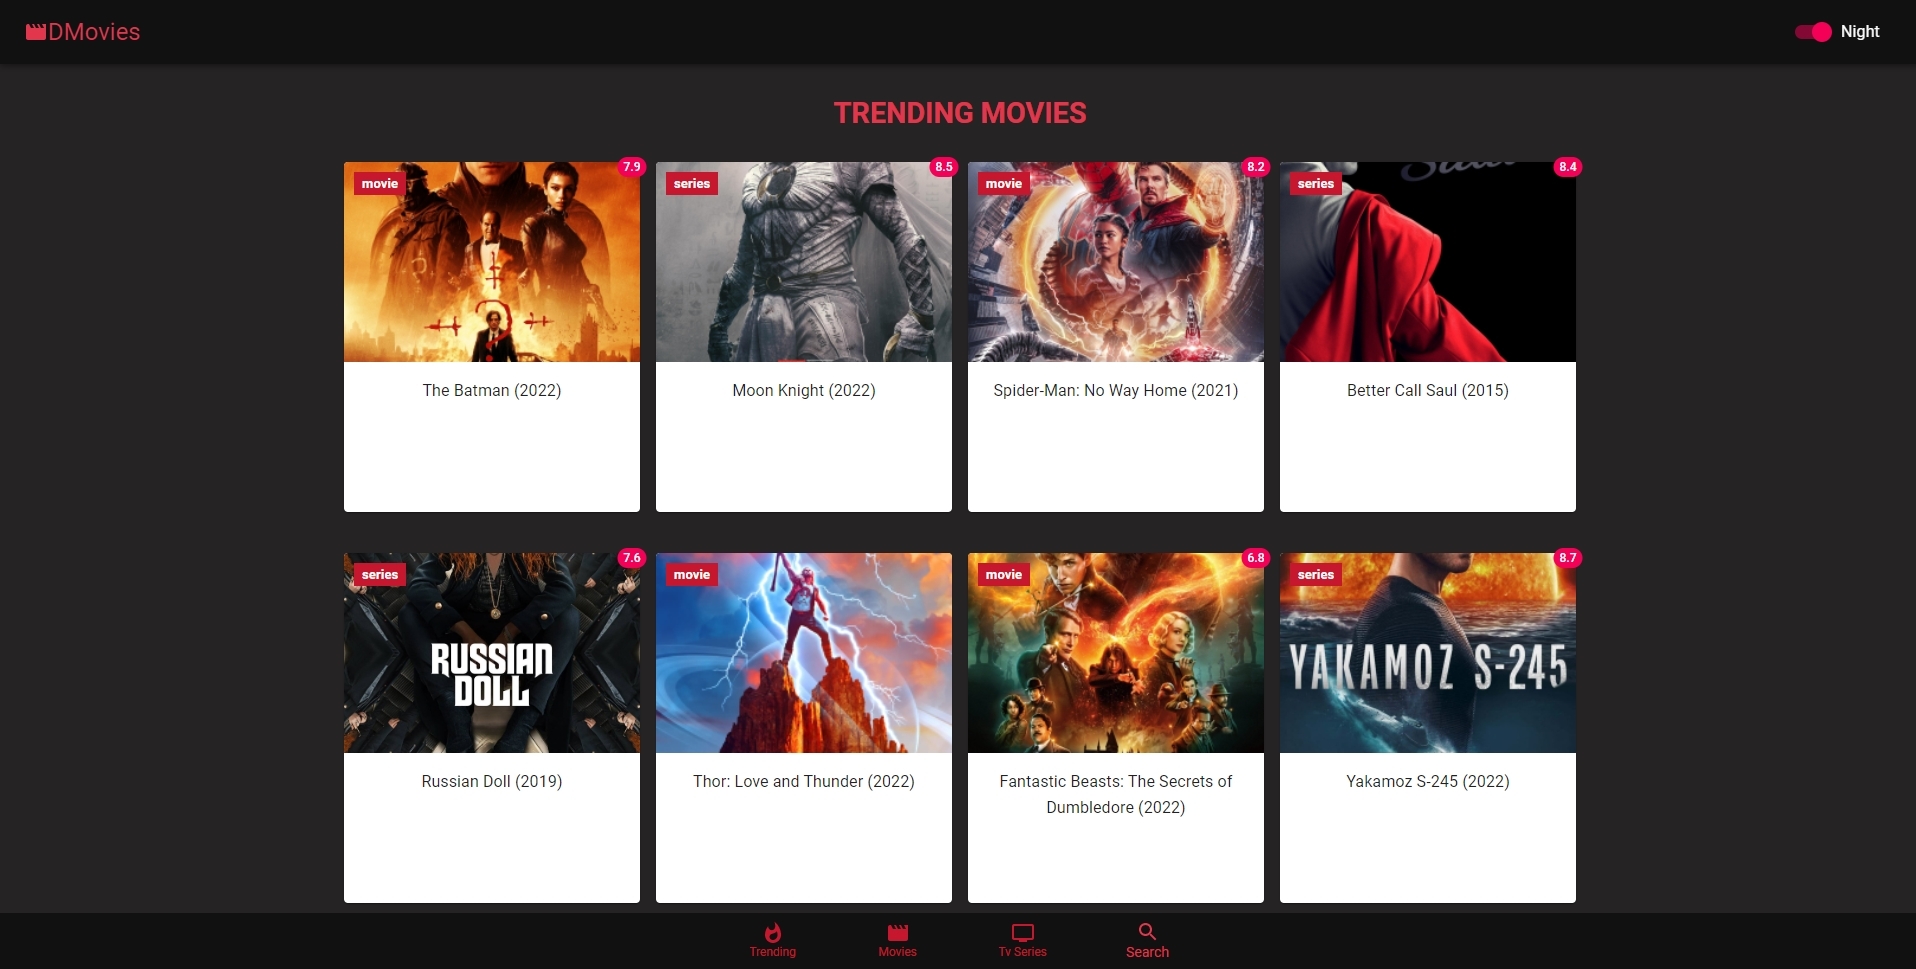 DMovies
Night
TRENDING MOVIES
movie
7.9
series
8.5
movie
8.2
series
8.4
The Batman (2022)
Moon Knight (2022)
Spider-Man: No Way Home (2021)
Better Call Saul (2015)
series
7.6
movie
movie
6.8
series
8.7
RUSSIAN
DOLL
YAKAMOZ S-245
Russian Doll (2019)
Thor: Love and Thunder (2022)
Fantastic Beasts: The Secrets of
Dumbledore (2022)
Yakamoz S-245 (2022)
Trending
Movies
Tv Series
Search